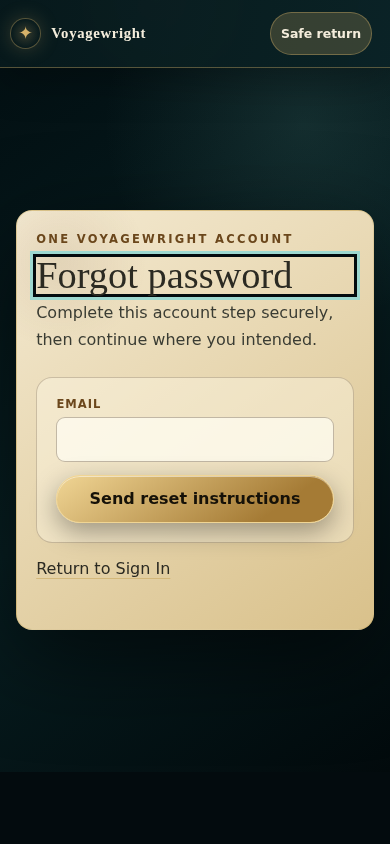 Voyagewright
Safe return
ONE VOYAGEWRIGHT ACCOUNT
Forgot password
Complete this account step securely,
then continue where you intended.
EMAIL
Send reset instructions
Return to Sign In